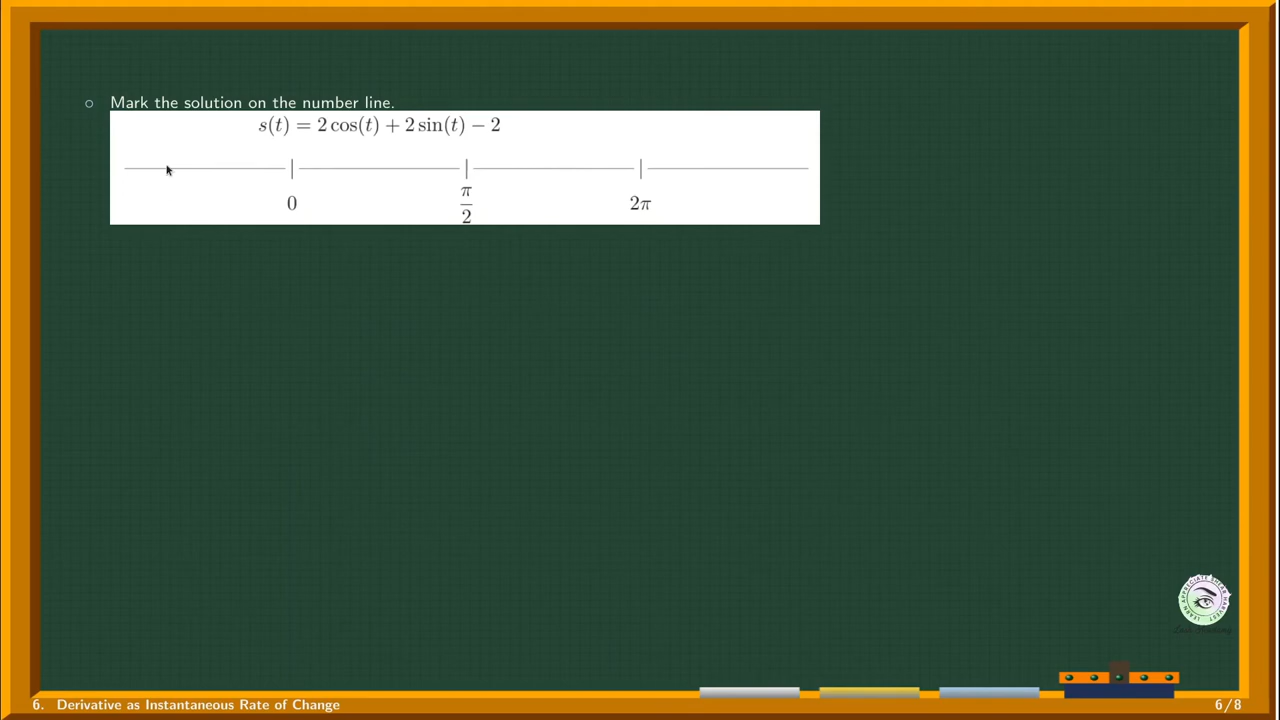 Mark the solution on the number line.
s(t) = 2 cos(t) + 2 sin(t) − 2
0 π/2 2π
6. Derivative as Instantaneous Rate of Change 6/8